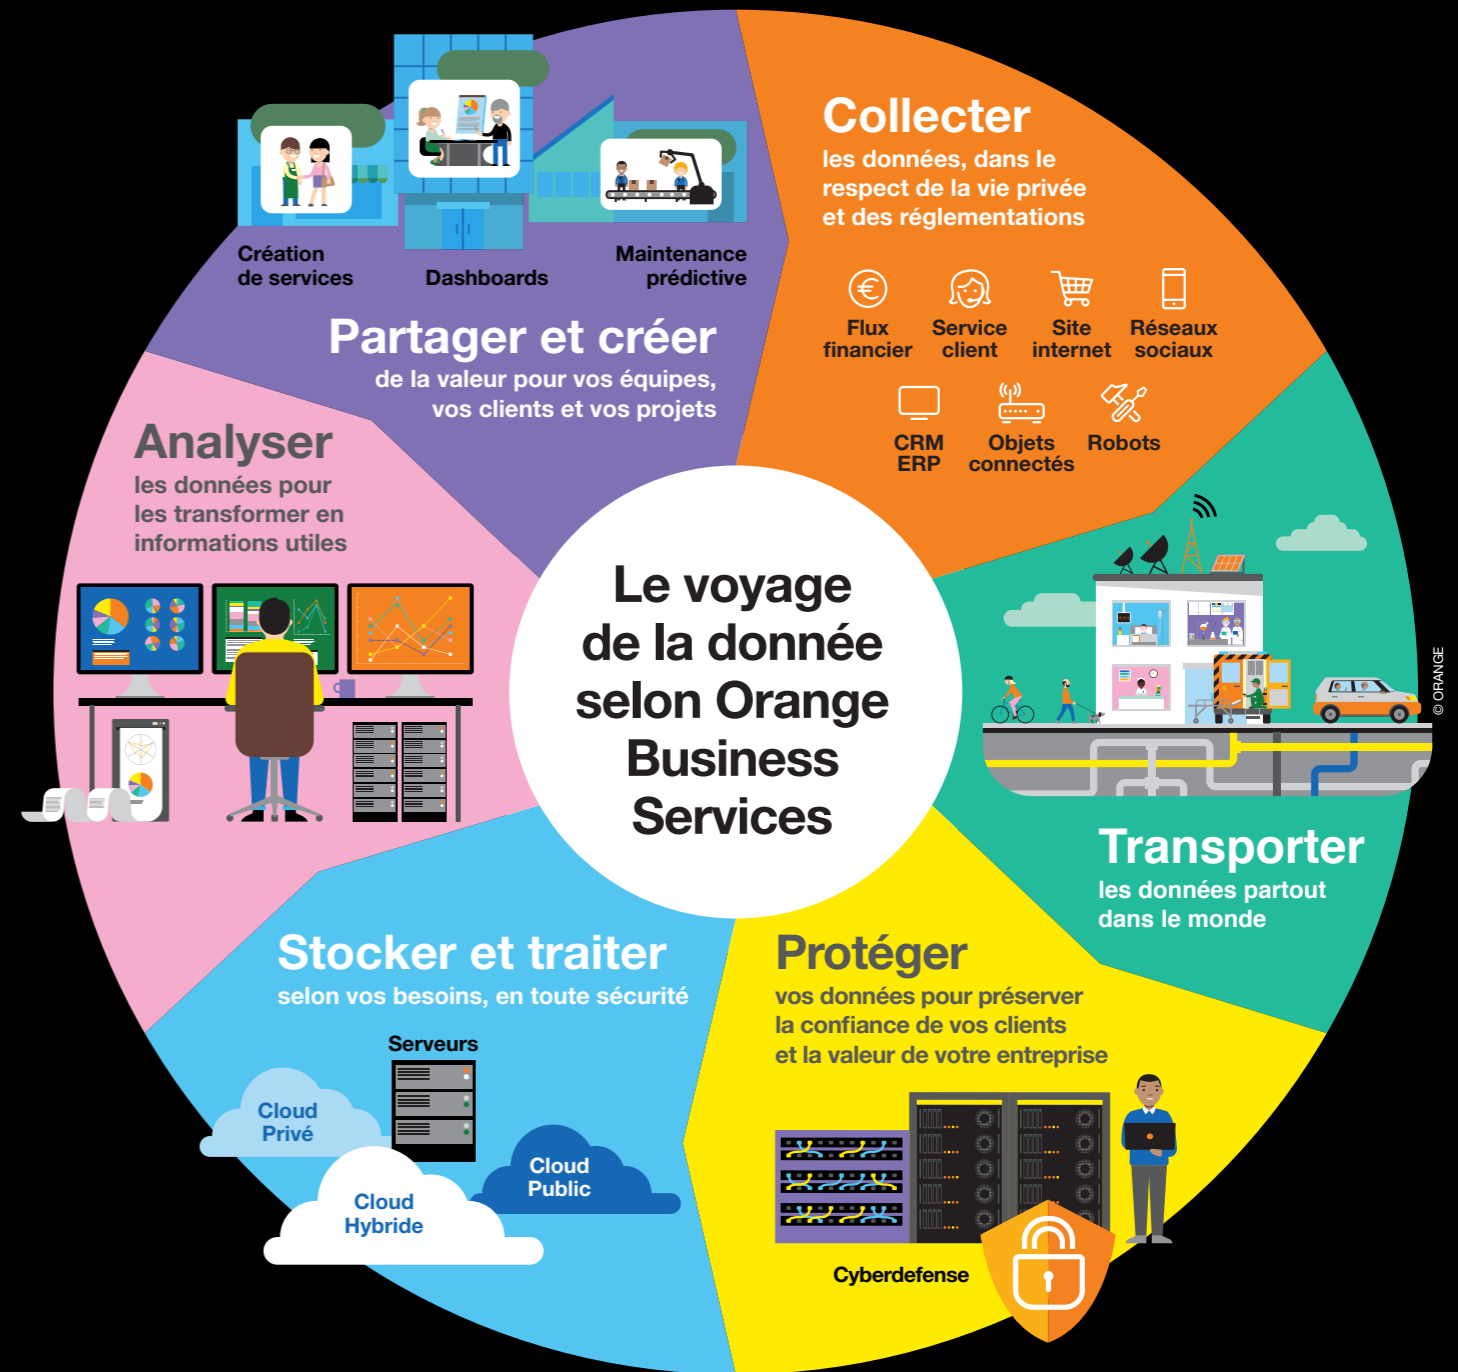 Le voyage
de la donnée
selon Orange
Business
Services
Collecter
les données, dans le
respect de la vie privée
et des réglementations
Flux
financier
Service
client
Site
internet
Réseaux
sociaux
CRM
ERP
Objets
connectés
Robots
Transporter
les données partout
dans le monde
Protéger
vos données pour préserver
la confiance de vos clients
et la valeur de votre entreprise
Cyberdefense
Stocker et traiter
selon vos besoins, en toute sécurité
Serveurs
Cloud
Privé
Cloud
Public
Cloud
Hybride
Analyser
les données pour
les transformer en
informations utiles
Création
de services
Dashboards
Maintenance
prédictive
Partager et créer
de la valeur pour vos équipes,
vos clients et vos projets
© ORANGE